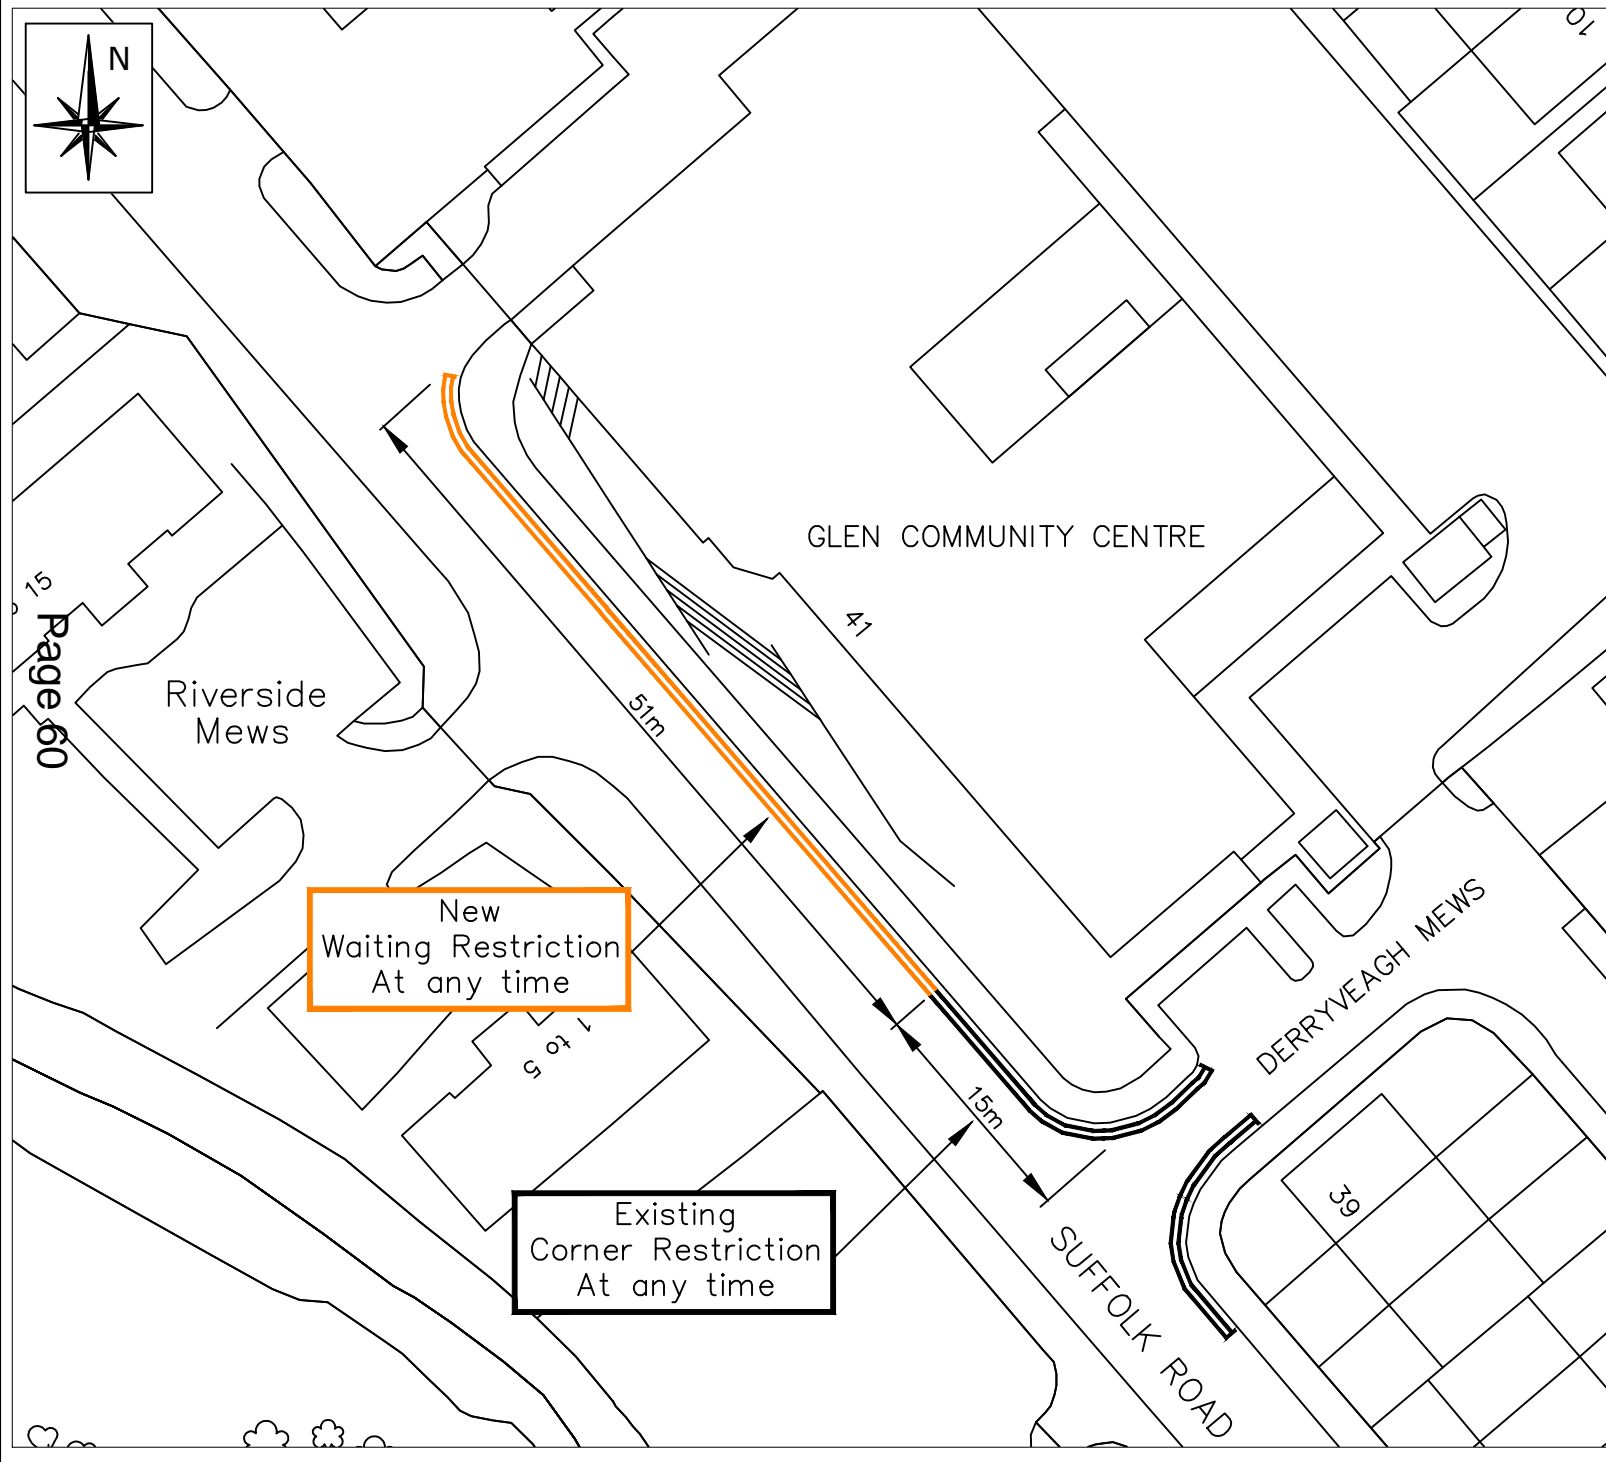 N
10
GLEN COMMUNITY CENTRE
41
15
Page 60
Riverside
Mews
51m
New
Waiting Restriction
At any time
1 to 5
DERRYVEAGH MEWS
15m
Existing
Corner Restriction
At any time
39
SUFFOLK ROAD